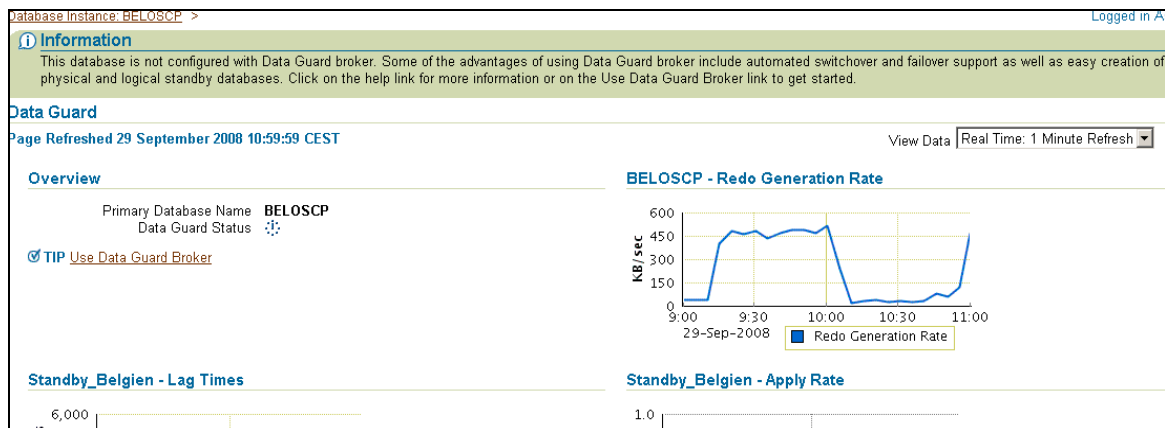 Database Instance: BELOSCP >
Logged in A
Information
This database is not configured with Data Guard broker. Some of the advantages of using Data Guard broker include automated switchover and failover support as well as easy creation of
physical and logical standby databases. Click on the help link for more information or on the Use Data Guard Broker link to get started.
Data Guard
Page Refreshed 29 September 2008 10:59:59 CEST
View Data Real Time: 1 Minute Refresh
Overview
Primary Database Name BELOSCP
Data Guard Status
TIP Use Data Guard Broker
BELOSCP - Redo Generation Rate
KB/sec
600
450
300
150
0
9:00 9:30 10:00 10:30 11:00
29-Sep-2008
Redo Generation Rate
Standby_Belgien - Lag Times
6,000
Standby_Belgien - Apply Rate
1.0